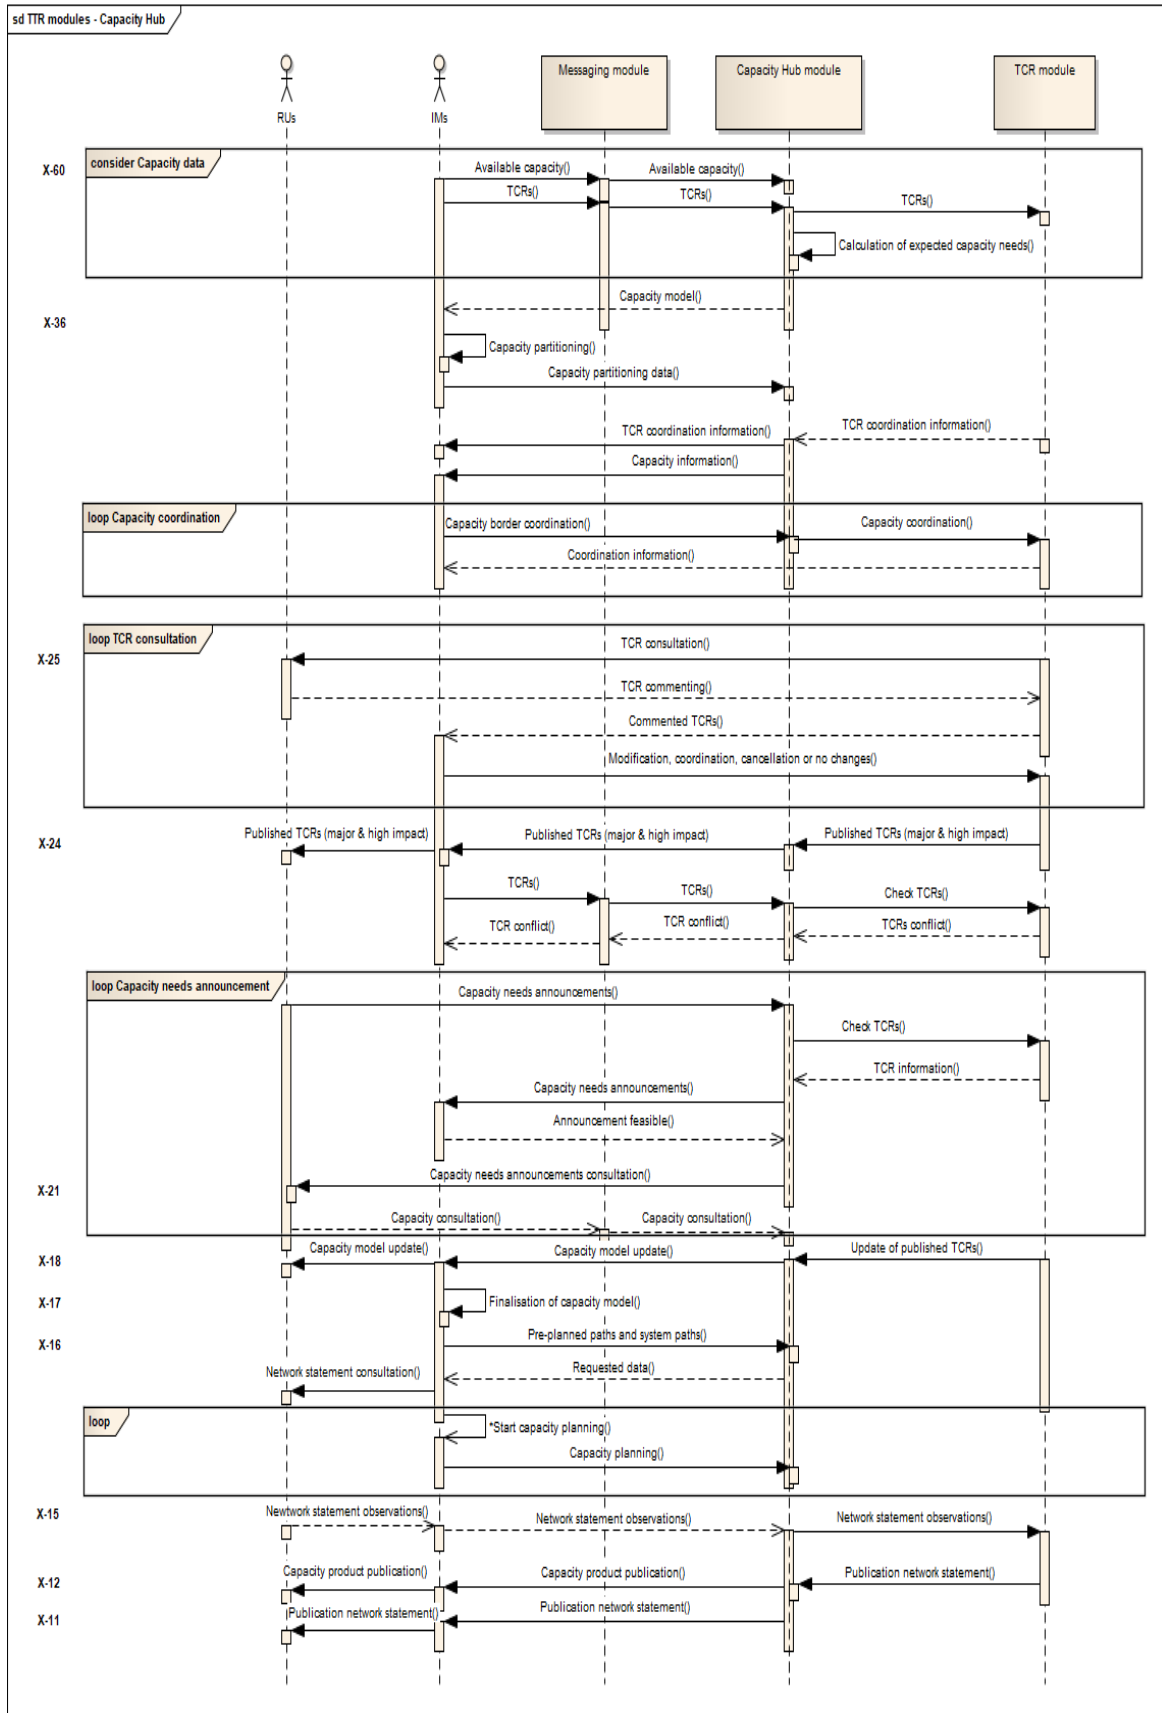 sd TTR modules - Capacity Hub
Messaging module
Capacity Hub module
TCR module
RUs
IMs
consider Capacity data
X-60
Available capacity()
Available capacity()
TCRs()
TCRs()
TCRs()
Calculation of expected capacity needs()
Capacity model()
X-36
Capacity partitioning()
Capacity partitioning data()
TCR coordination information()
TCR coordination information()
Capacity information()
loop Capacity coordination
Capacity border coordination()
Capacity coordination()
Coordination information()
loop TCR consultation
X-25
TCR consultation()
TCR commenting()
Commented TCRs()
Modification, coordination, cancellation or no changes()
X-24
Published TCRs (major & high impact)
Published TCRs (major & high impact)
Published TCRs (major & high impact)
TCRs()
TCRs()
Check TCRs()
TCR conflict()
TCR conflict()
TCRs conflict()
loop Capacity needs announcement
Capacity needs announcements()
Check TCRs()
TCR information()
Capacity needs announcements()
Announcement feasible()
X-21
Capacity needs announcements consultation()
Capacity consultation()
Capacity consultation()
X-18
Capacity model update()
Capacity model update()
Update of published TCRs()
X-17
Finalisation of capacity model()
X-16
Pre-planned paths and system paths()
Requested data()
Network statement consultation()
loop
*Start capacity planning()
Capacity planning()
X-15
Newtwork statement observations()
Network statement observations()
Network statement observations()
X-12
Capacity product publication()
Capacity product publication()
Publication network statement()
X-11
Publication network statement()
Publication network statement()